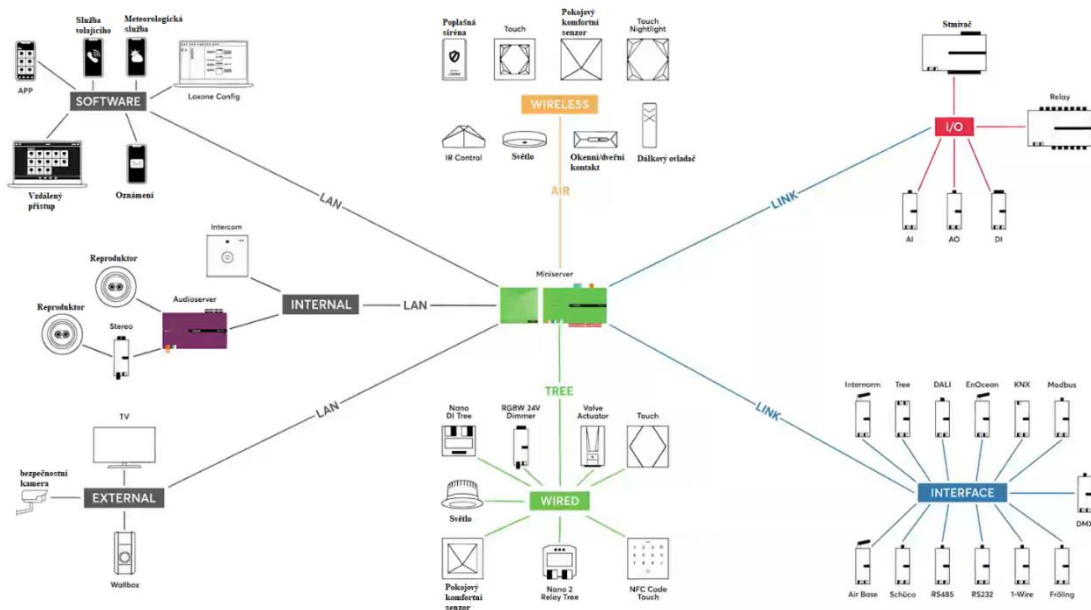 Služba
volajícího
Meteorologická
služba
APP
SOFTWARE
Loxone Config
Vzdálený
přístup
Oznámení
LAN
Poplašná
siréna
Touch
Pokojový
komfortní
senzor
Touch
Nightlight
WIRELESS
IR Control
Světlo
Okenní/dveřní
kontakt
Dálkový ovladač
AIR
Stmívač
Relay
I/O
AI
AO
DI
LINK
Intercom
Reproduktor
Audioserver
Reproduktor
Stereo
INTERNAL
LAN
Miniserver
TV
bezpečnostní
kamera
EXTERNAL
Wallbox
LAN
TREE
Nano
DI Tree
RGBW 24V
Dimmer
Valve
Actuator
Touch
Světlo
WIRED
Pokojový
komfortní
senzor
Nano 2
Relay Tree
NFC Code
Touch
LINK
Internorm
Tree
DALI
EnOcean
KNX
Modbus
INTERFACE
DMX
Air Base
Schüco
RS485
RS232
1-Wire
Fröling